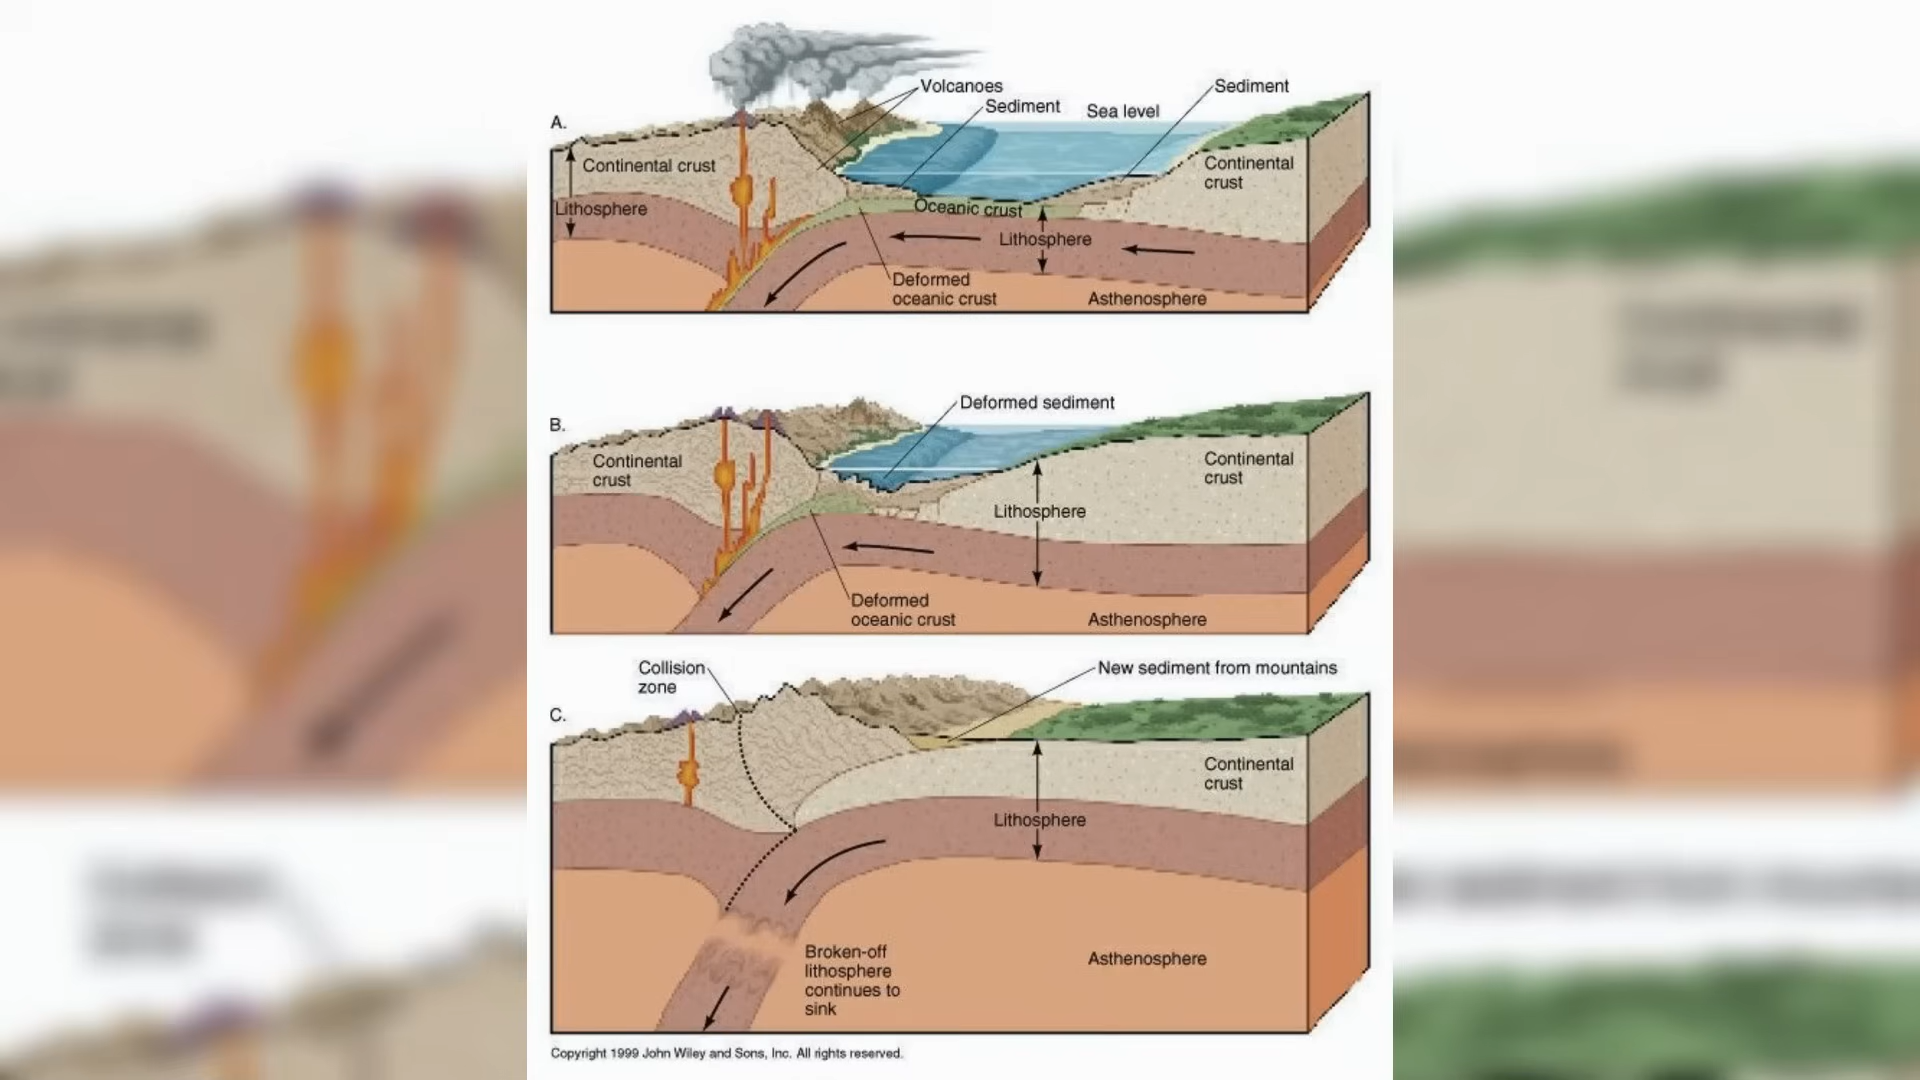 Volcanoes
Sediment
Sea level
Sediment
A.
Continental crust
Continental
crust
Lithosphere
Oceanic crust
Lithosphere
Deformed
oceanic crust
Asthenosphere
B.
Deformed sediment
Continental
crust
Continental
crust
Lithosphere
Deformed
oceanic crust
Asthenosphere
Collision
zone
New sediment from mountains
C.
Continental
crust
Lithosphere
Broken-off
lithosphere
continues to
sink
Asthenosphere
Copyright 1999 John Wiley and Sons, Inc. All rights reserved.